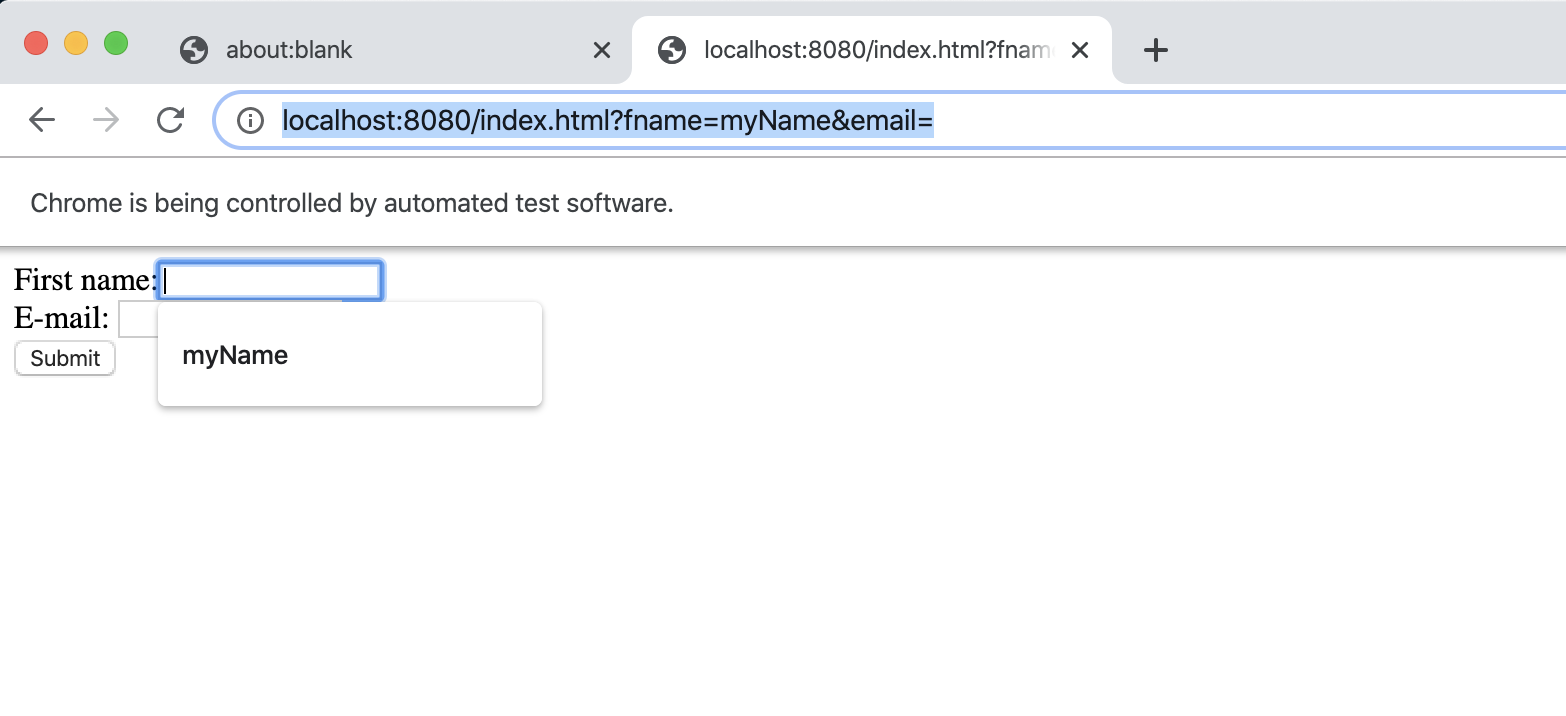 about:blank
localhost:8080/index.html?fnam
localhost:8080/index.html?fname=myName&email=
Chrome is being controlled by automated test software.
First name:
E-mail:
myName
Submit